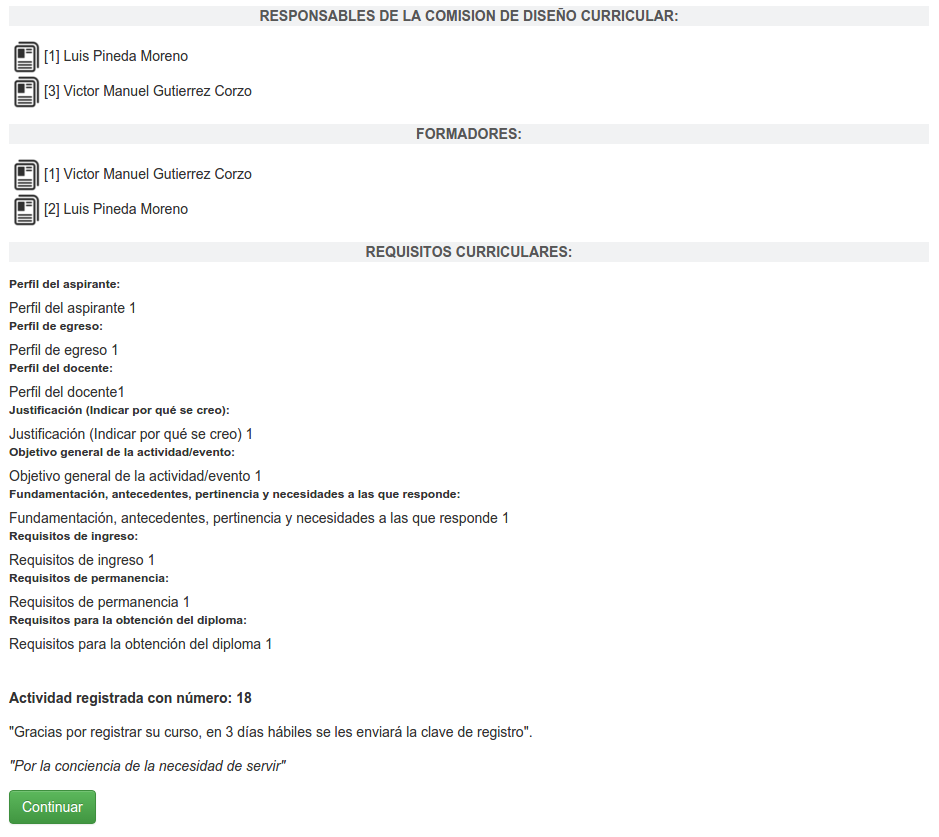 RESPONSABLES DE LA COMISION DE DISEÑO CURRICULAR:
[1] Luis Pineda Moreno
[3] Victor Manuel Gutierrez Corzo
FORMADORES:
[1] Victor Manuel Gutierrez Corzo
[2] Luis Pineda Moreno
REQUISITOS CURRICULARES:
Perfil del aspirante:
Perfil del aspirante 1
Perfil de egreso:
Perfil de egreso 1
Perfil del docente:
Perfil del docente1
Justificación (Indicar por qué se creo):
Justificación (Indicar por qué se creo) 1
Objetivo general de la actividad/evento:
Objetivo general de la actividad/evento 1
Fundamentación, antecedentes, pertinencia y necesidades a las que responde:
Fundamentación, antecedentes, pertinencia y necesidades a las que responde 1
Requisitos de ingreso:
Requisitos de ingreso 1
Requisitos de permanencia:
Requisitos de permanencia 1
Requisitos para la obtención del diploma:
Requisitos para la obtención del diploma 1
Actividad registrada con número: 18
"Gracias por registrar su curso, en 3 días hábiles se les enviará la clave de registro".
"Por la conciencia de la necesidad de servir"
Continuar